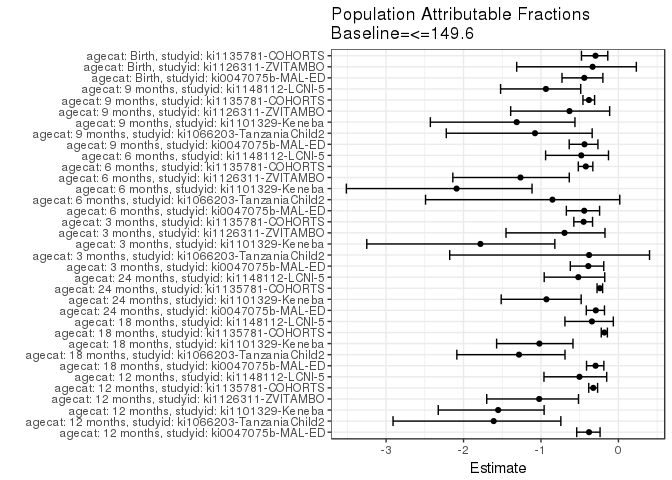 Population Attributable Fractions
Baseline=<=149.6
agecat: Birth, studyid: ki1135781-COHORTS
agecat: Birth, studyid: ki1126311-ZVITAMBO
agecat: Birth, studyid: ki0047075b-MAL-ED
agecat: 9 months, studyid: ki1148112-LCNI-5
agecat: 9 months, studyid: ki1135781-COHORTS
agecat: 9 months, studyid: ki1126311-ZVITAMBO
agecat: 9 months, studyid: ki1101329-Keneba
agecat: 9 months, studyid: ki1066203-TanzaniaChild2
agecat: 9 months, studyid: ki0047075b-MAL-ED
agecat: 6 months, studyid: ki1148112-LCNI-5
agecat: 6 months, studyid: ki1135781-COHORTS
agecat: 6 months, studyid: ki1126311-ZVITAMBO
agecat: 6 months, studyid: ki1101329-Keneba
agecat: 6 months, studyid: ki1066203-TanzaniaChild2
agecat: 6 months, studyid: ki0047075b-MAL-ED
agecat: 3 months, studyid: ki1135781-COHORTS
agecat: 3 months, studyid: ki1126311-ZVITAMBO
agecat: 3 months, studyid: ki1101329-Keneba
agecat: 3 months, studyid: ki1066203-TanzaniaChild2
agecat: 3 months, studyid: ki0047075b-MAL-ED
agecat: 24 months, studyid: ki1148112-LCNI-5
agecat: 24 months, studyid: ki1135781-COHORTS
agecat: 24 months, studyid: ki1101329-Keneba
agecat: 24 months, studyid: ki0047075b-MAL-ED
agecat: 18 months, studyid: ki1148112-LCNI-5
agecat: 18 months, studyid: ki1135781-COHORTS
agecat: 18 months, studyid: ki1101329-Keneba
agecat: 18 months, studyid: ki1066203-TanzaniaChild2
agecat: 18 months, studyid: ki0047075b-MAL-ED
agecat: 12 months, studyid: ki1148112-LCNI-5
agecat: 12 months, studyid: ki1135781-COHORTS
agecat: 12 months, studyid: ki1126311-ZVITAMBO
agecat: 12 months, studyid: ki1101329-Keneba
agecat: 12 months, studyid: ki1066203-TanzaniaChild2
agecat: 12 months, studyid: ki0047075b-MAL-ED
-3 -2 -1 0
Estimate